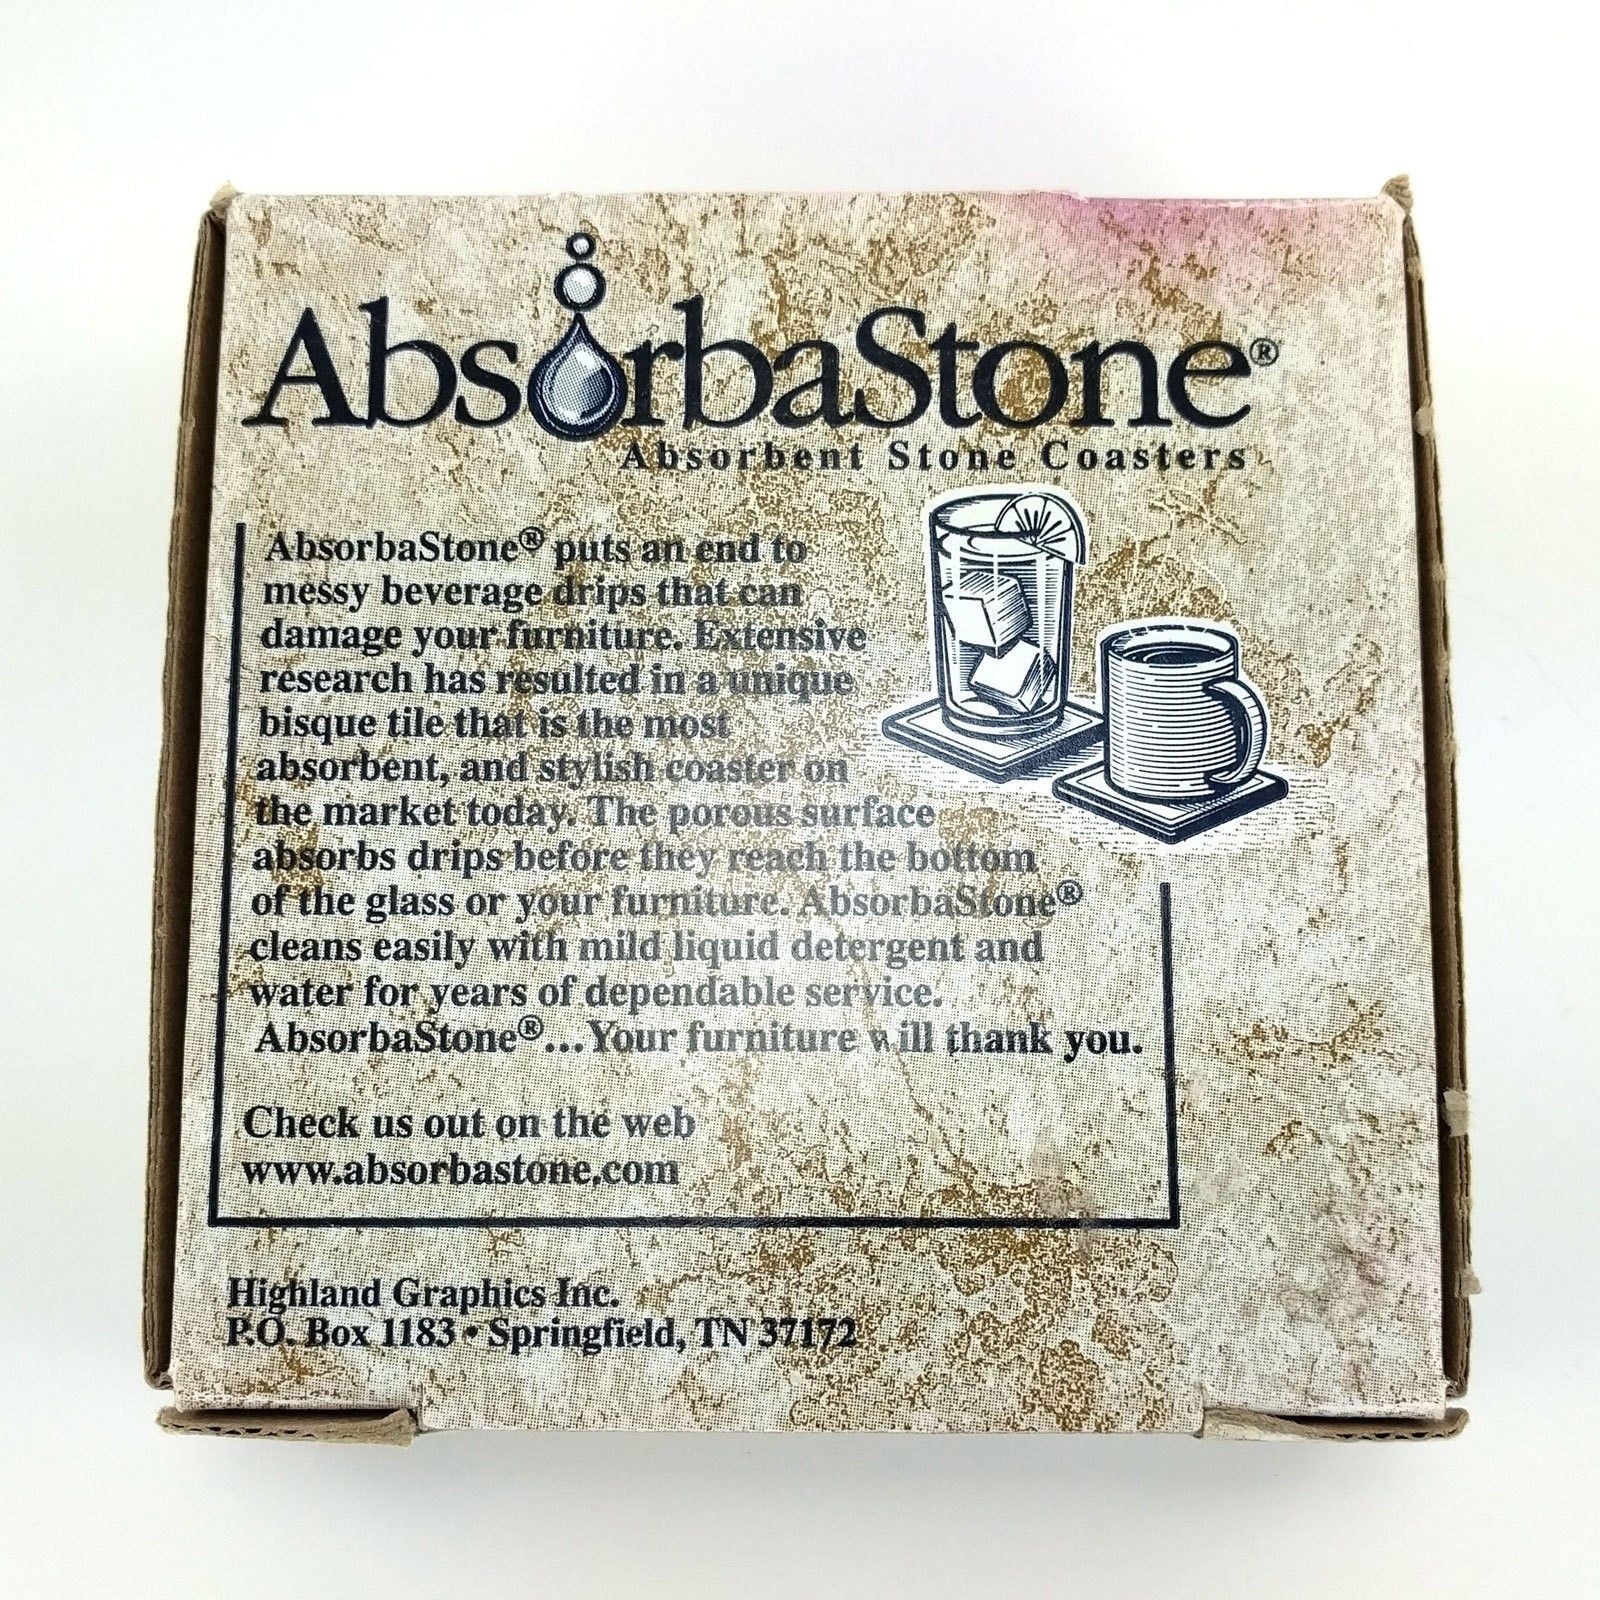 AbsorbaStone®
Absorbent Stone Coasters
AbsorbaStone® puts an end to
messy beverage drips that can
damage your furniture. Extensive
research has resulted in a unique
bisque tile that is the most
absorbent, and stylish coaster on
the market today. The porous surface
absorbs drips before they reach the bottom
of the glass or your furniture. AbsorbaStone®
cleans easily with mild liquid detergent and
water for years of dependable service.
AbsorbaStone®...Your furniture will thank you.
Check us out on the web
www.absorbastone.com
Highland Graphics Inc.
P.O. Box 1183 • Springfield, TN 37172